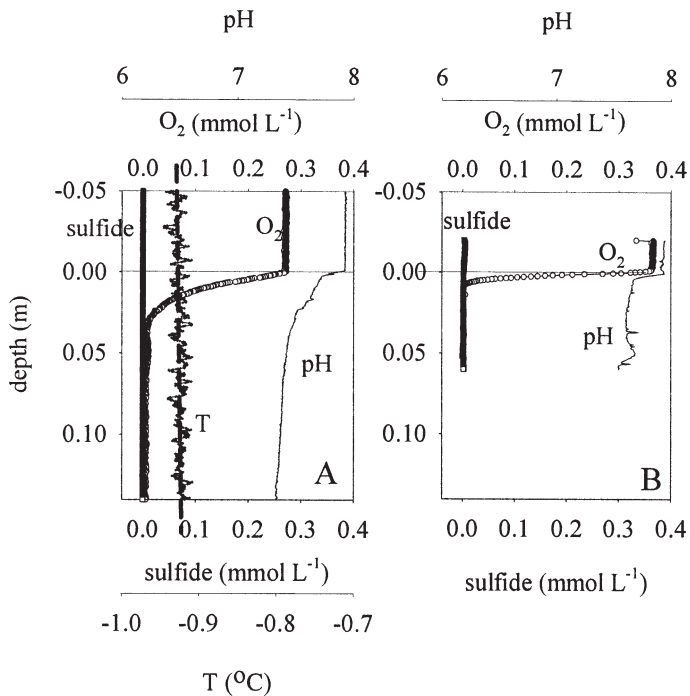 pH pH
6 7 8 6 7 8
O₂ (mmol L⁻¹) O₂ (mmol L⁻¹)
0.0 0.1 0.2 0.3 0.4 0.0 0.1 0.2 0.3 0.4
-0.05 -0.05
sulfide O₂ sulfide O₂
0.00 0.00
depth (m)
0.05 pH 0.05 pH
T
0.10 A 0.10 B
0.0 0.1 0.2 0.3 0.4 0.0 0.1 0.2 0.3 0.4
sulfide (mmol L⁻¹) sulfide (mmol L⁻¹)
-1.0 -0.9 -0.8 -0.7
T (⁰C)